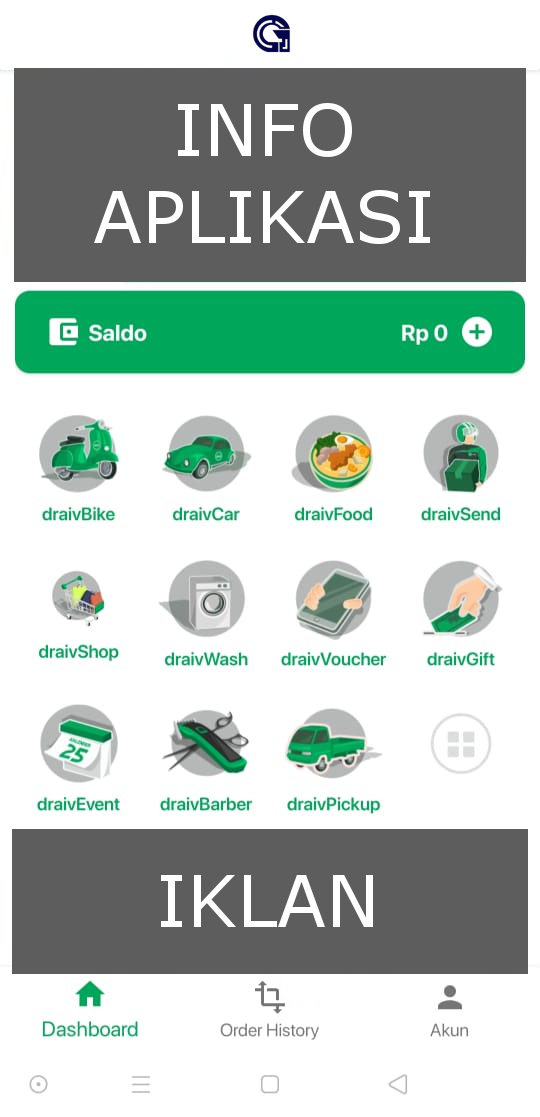 INFO
APLIKASI
Saldo
Rp 0
draivBike
draivCar
draivFood
draivSend
draivShop
draivWash
draivVoucher
draivGift
25
draivEvent
draivBarber
draivPickup
IKLAN
Dashboard
Order History
Akun